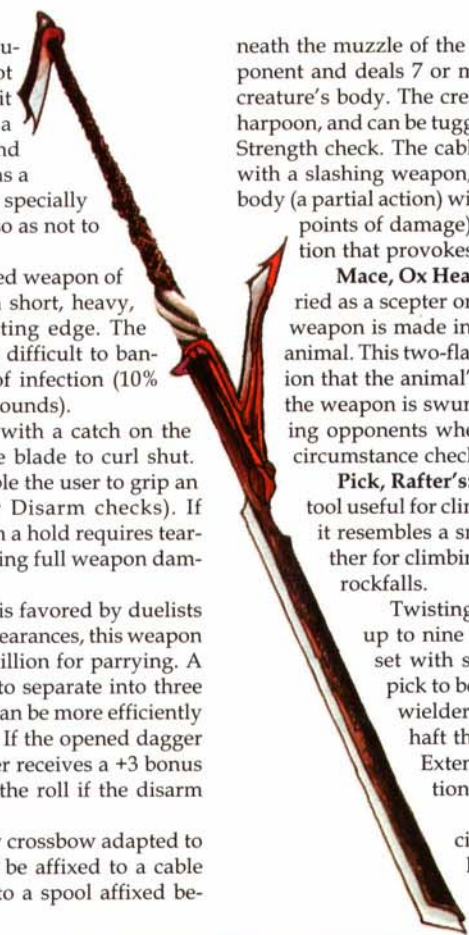 u-
ot
it
a
nd
as a
specially
so as not to
ed weapon of
a short, heavy,
ting edge. The
difficult to ban-
of infection (10%
ounds).
with a catch on the
e blade to curl shut.
ble the user to grip an
Disarm checks). If
n a hold requires tear-
ing full weapon dam-
is favored by duelists
earances, this weapon
illion for parrying. A
to separate into three
an be more efficiently
If the opened dagger
er receives a +3 bonus
the roll if the disarm
y crossbow adapted to
be affixed to a cable
to a spool affixed be-
neath the muzzle of the
ponent and deals 7 or m
creature's body. The cre
harpoon, and can be tugg
Strength check. The cabl
with a slashing weapon,
body (a partial action) wi
points of damage)
tion that provokes
Mace, Ox Hea
ried as a scepter or
weapon is made in
animal. This two-fla
ion that the animal'
the weapon is swun
ing opponents whe
circumstance check
Pick, Rafter's:
tool useful for clim
it resembles a sm
ther for climbin
rockfalls.
Twisting
up to nine
set with s
pick to be
wielder
haft th
Exter
tion
ci